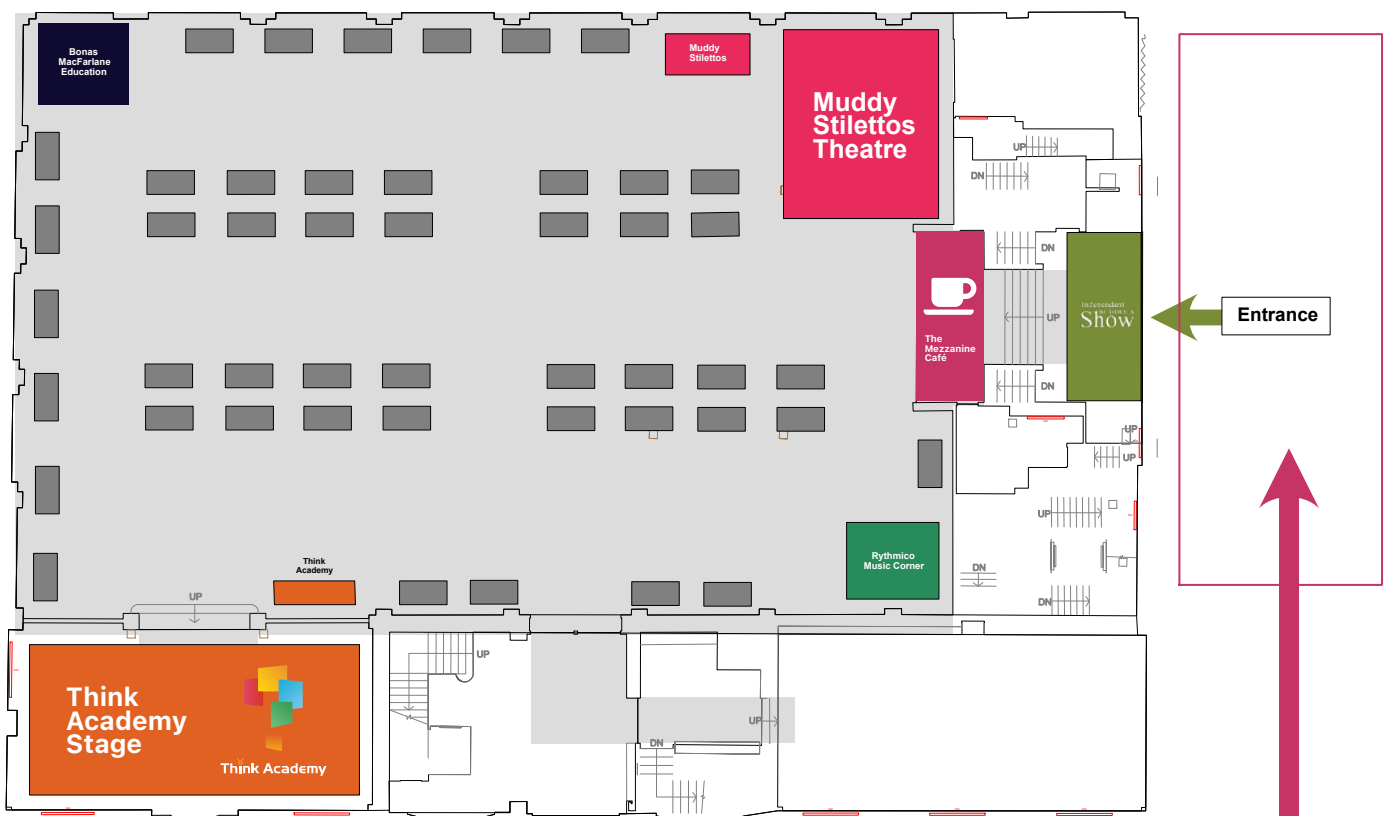 Bonas
MacFarlane
Education
Muddy
Stilettos
Muddy
Stilettos
Theatre
UP
DN
DN
The
Mezzanine
Café
UP
Independent
Show
Entrance
DN
UP
UP
UP
DN
DN
Rythmico
Music Corner
Think
Academy
UP
UP
UP
DN
Think
Academy
Stage
Think Academy